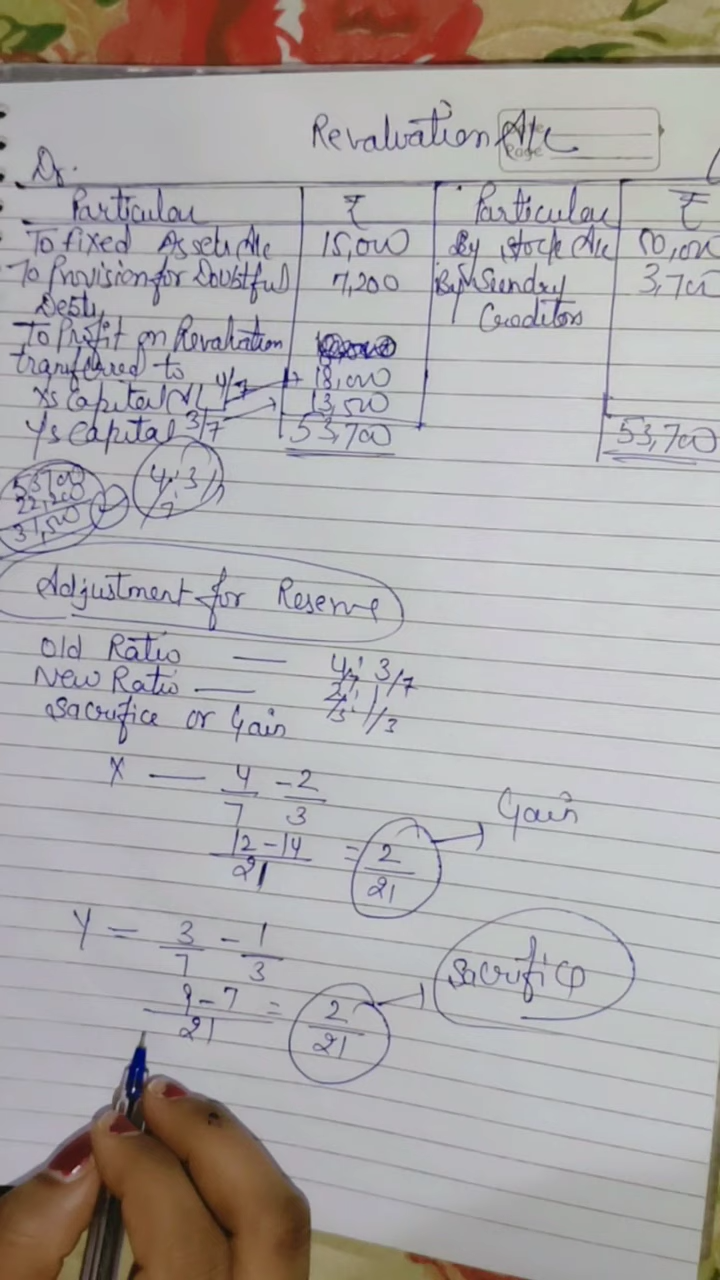 Revaluation A/c
Dr.
Particular ₹ Particular ₹
To fixed Assets A/c 15,000 By stock A/c 50,000
To Provision for Doubtful 7,200 By Sundry 3,700
Debts Creditors
To Profit on Revaluation
transferred to 18,000
Xs Capital A/c 4/7 13,500
Ys Capital 3/7 53,700 53,700
53700
22,200
31,500
4:3/7
Adjustment for Reserve
Old Ratio — 4/7: 3/7
New Ratio — 2/3: 1/3
Sacrifice or Gain
X — 4/7 - 2/3
12-14/21 = 2/21 → Gain
Y = 3/7 - 1/3
9-7/21 = 2/21 → Sacrifice